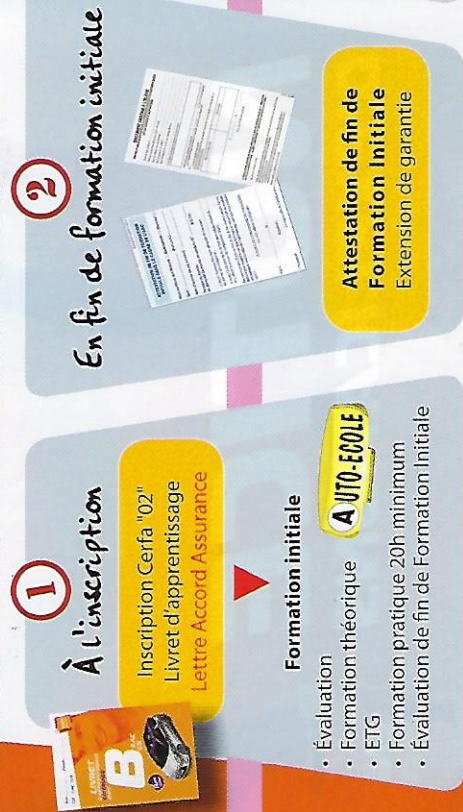 1
À l'inscription
LIVRET
B
Inscription Cerfa "02"
Livret d'apprentissage
Lettre Accord Assurance
Formation initiale
AUTO-ECOLE
• Évaluation
• Formation théorique
• ETG
• Formation pratique 20h minimum
• Évaluation de fin de Formation Initiale
2
En fin de formation initiale
Attestation de fin de
Formation Initiale
Extension de garantie